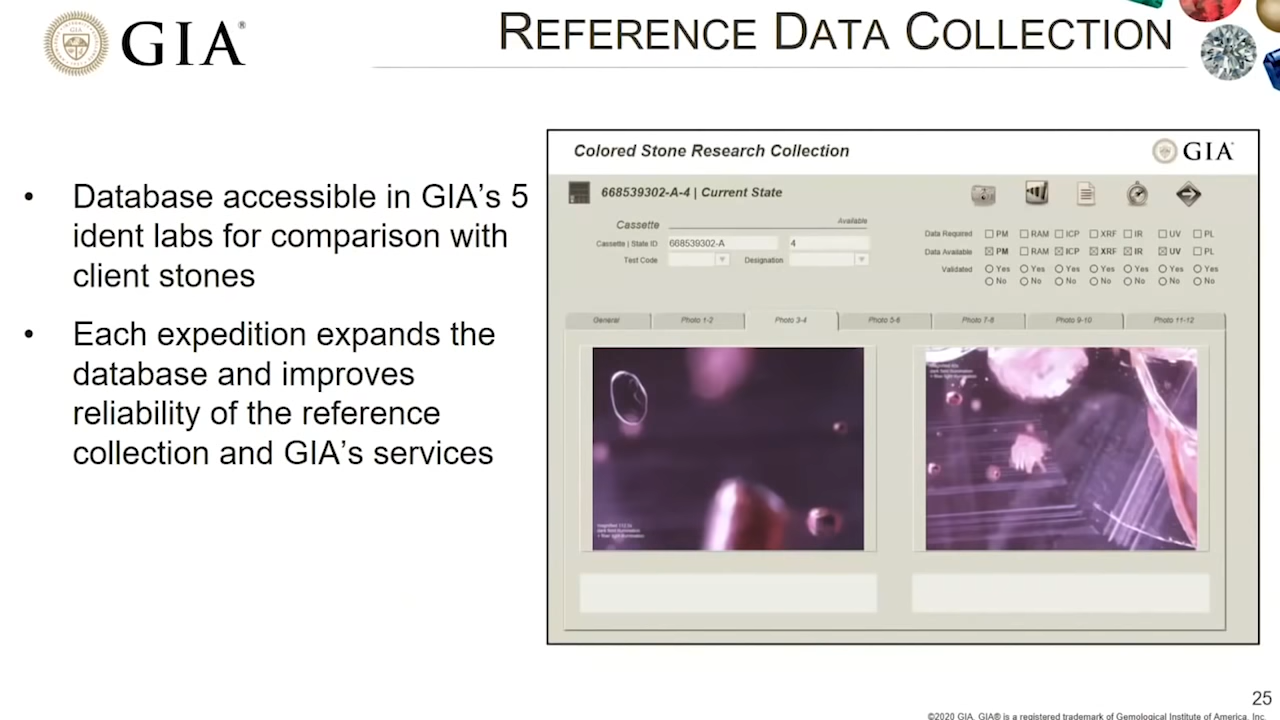 GIA®
REFERENCE DATA COLLECTION
• Database accessible in GIA's 5
ident labs for comparison with
client stones
• Each expedition expands the
database and improves
reliability of the reference
collection and GIA's services
Colored Stone Research Collection
GIA
668539302-A-4 | Current State
Cassette
Available
Cassette | State ID 668539302-A 4
Test Code Designation
Data Required PM RAM ICP XRF IR UV PL
Data Available PM RAM ICP XRF IR UV PL
Validated Yes Yes Yes Yes Yes Yes Yes
No No No No No No No
General Photo 1-2 Photo 3-4 Photo 5-6 Photo 7-8 Photo 9-10 Photo 11-12
25
©2020 GIA. GIA® is a registered trademark of Gemological Institute of America, Inc.